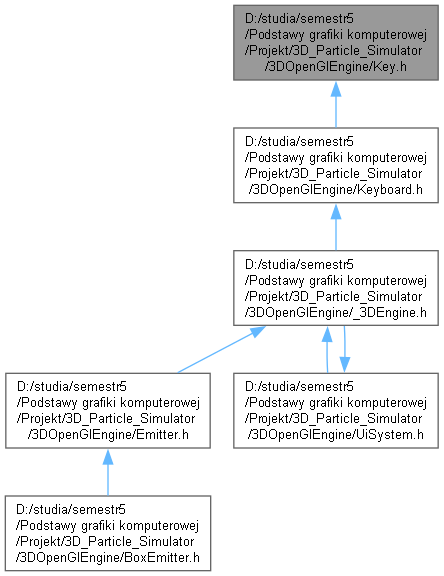 D:/studia/semestr5
/Podstawy grafiki komputerowej
/Projekt/3D_Particle_Simulator
/3DOpenGlEngine/Key.h
D:/studia/semestr5
/Podstawy grafiki komputerowej
/Projekt/3D_Particle_Simulator
/3DOpenGlEngine/Keyboard.h
D:/studia/semestr5
/Podstawy grafiki komputerowej
/Projekt/3D_Particle_Simulator
/3DOpenGlEngine/_3DEngine.h
D:/studia/semestr5
/Podstawy grafiki komputerowej
/Projekt/3D_Particle_Simulator
/3DOpenGlEngine/Emitter.h
D:/studia/semestr5
/Podstawy grafiki komputerowej
/Projekt/3D_Particle_Simulator
/3DOpenGlEngine/UiSystem.h
D:/studia/semestr5
/Podstawy grafiki komputerowej
/Projekt/3D_Particle_Simulator
/3DOpenGlEngine/BoxEmitter.h